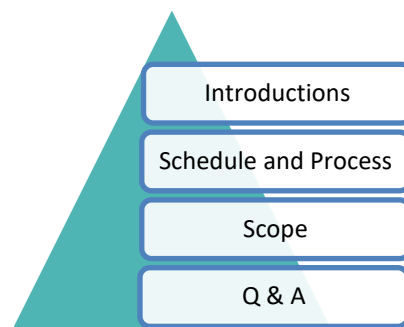 Introductions
Schedule and Process
Scope
Q & A